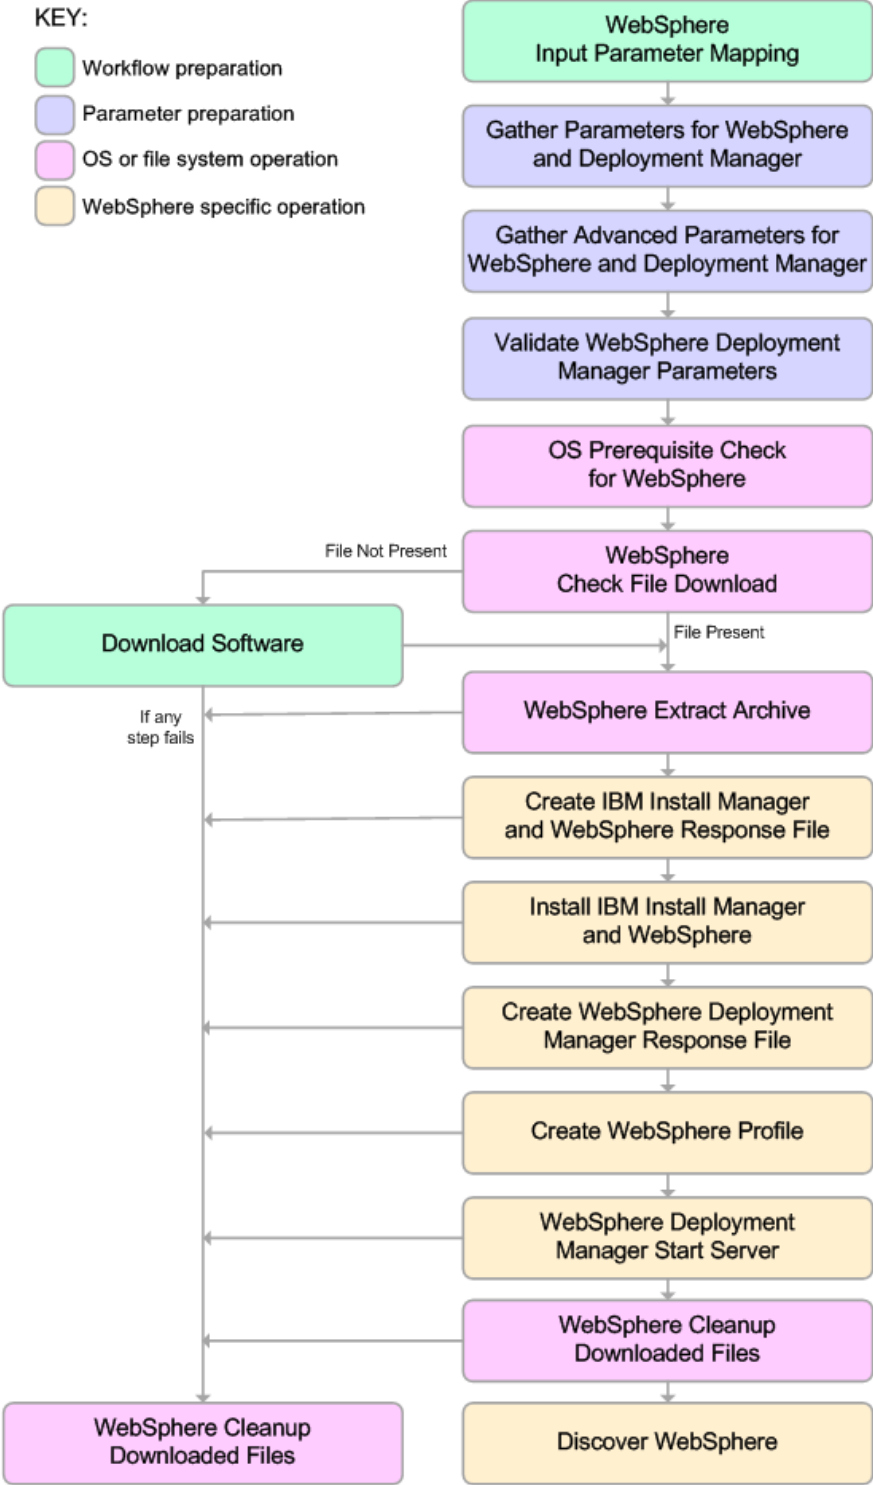 KEY:
Workflow preparation
Parameter preparation
OS or file system operation
WebSphere specific operation
WebSphere
Input Parameter Mapping
Gather Parameters for WebSphere
and Deployment Manager
Gather Advanced Parameters for
WebSphere and Deployment Manager
Validate WebSphere Deployment
Manager Parameters
OS Prerequisite Check
for WebSphere
File Not Present
WebSphere
Check File Download
Download Software
File Present
If any
step fails
WebSphere Extract Archive
Create IBM Install Manager
and WebSphere Response File
Install IBM Install Manager
and WebSphere
Create WebSphere Deployment
Manager Response File
Create WebSphere Profile
WebSphere Deployment
Manager Start Server
WebSphere Cleanup
Downloaded Files
WebSphere Cleanup
Downloaded Files
Discover WebSphere